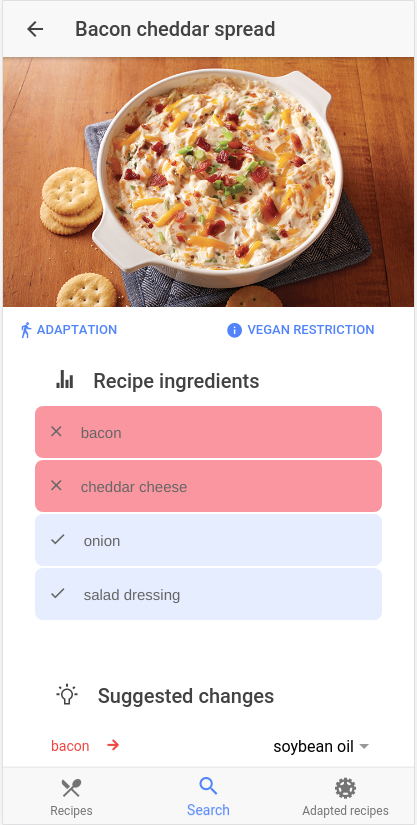 Bacon cheddar spread
ADAPTATION
VEGAN RESTRICTION
Recipe ingredients
bacon
cheddar cheese
onion
salad dressing
Suggested changes
bacon
soybean oil
Recipes
Search
Adapted recipes